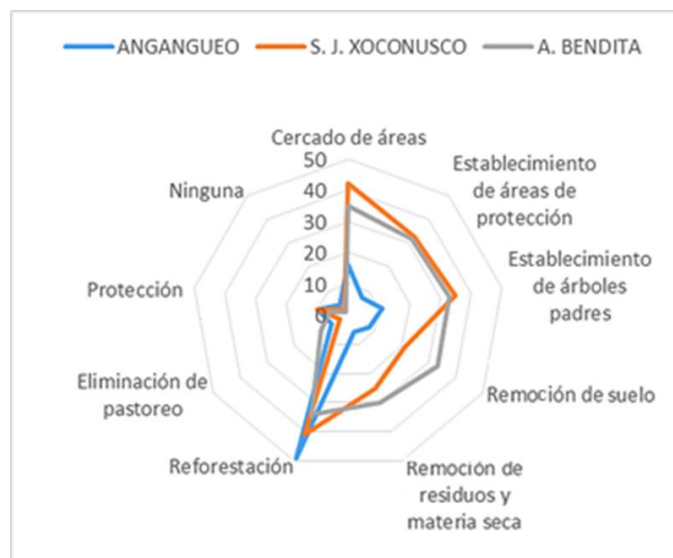 ANGANGUEO S. J. XOCONUSCO A. BENDITA
Cercado de áreas
50
40
30
20
10
0
Establecimiento
de áreas de
protección
Establecimiento
de árboles
padres
Remoción de suelo
Remoción de
residuos y
materia seca
Reforestación
Eliminación de
pastoreo
Protección
Ninguna